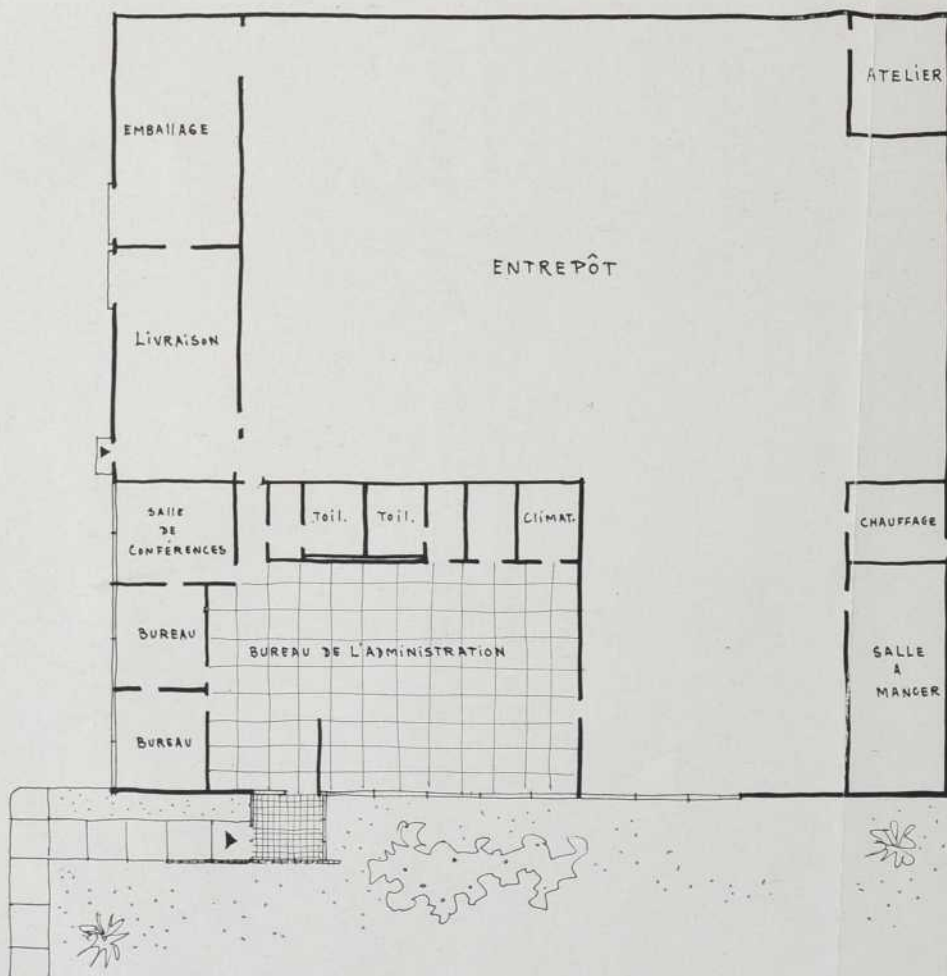 ATELIER
EMBALLAGE
ENTREPÔT
LIVRAISON
SALLE
DE
CONFÉRENCES
TOIL.
TOIL.
CLIMAT.
CHAUFFAGE
BUREAU
BUREAU DE L'ADMINISTRATION
SALLE
A
MANGER
BUREAU